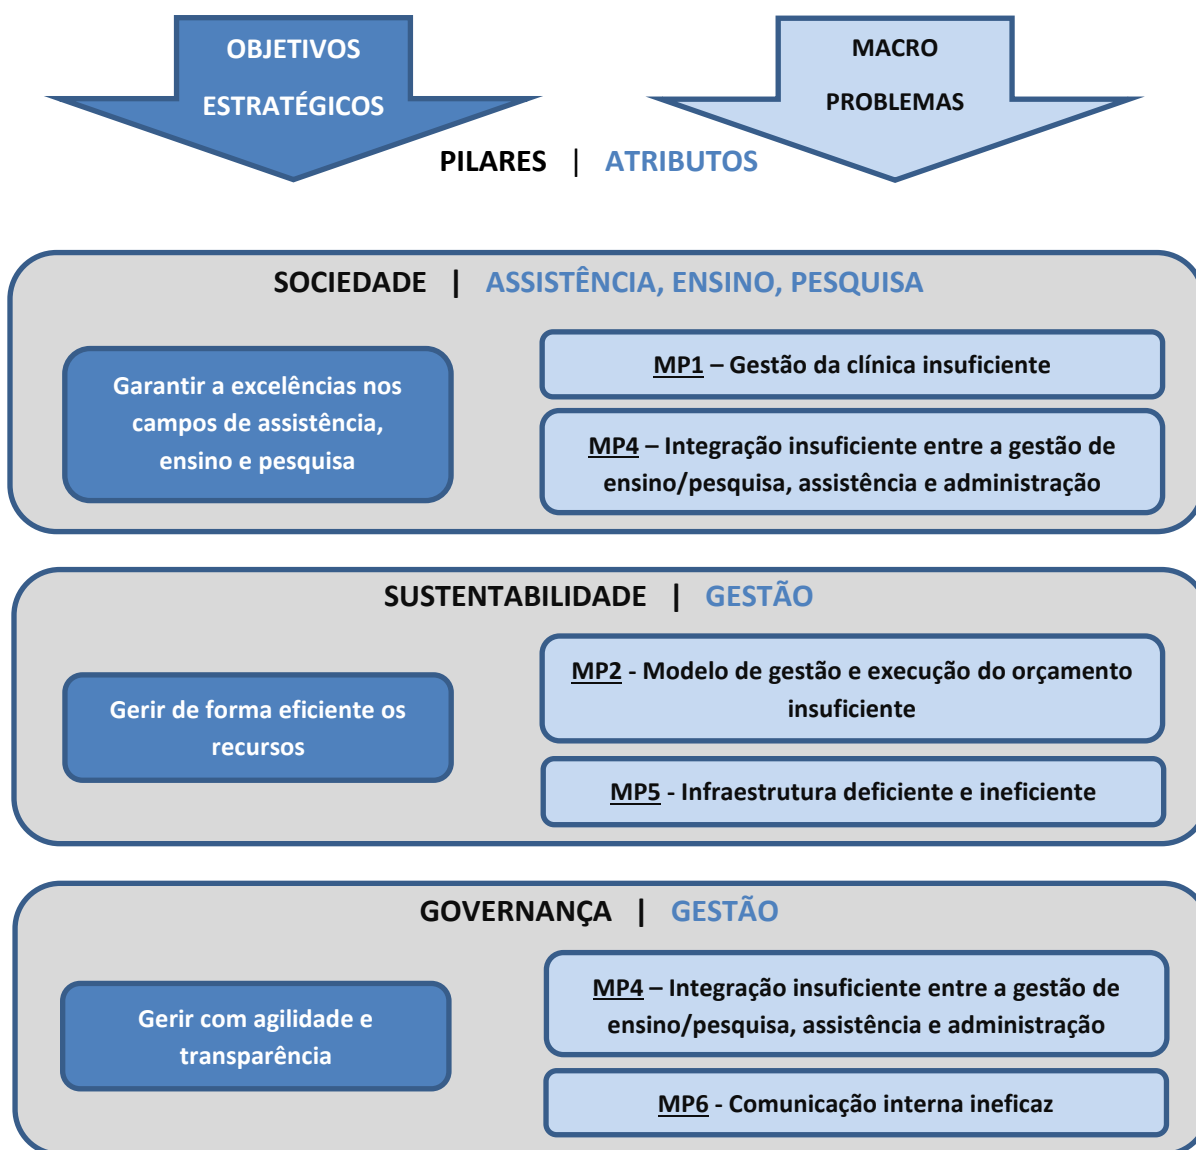 OBJETIVOS
ESTRATÉGICOS
MACRO
PROBLEMAS
PILARES | ATRIBUTOS
SOCIEDADE | ASSISTÊNCIA, ENSINO, PESQUISA
Garantir a excelências nos
campos de assistência,
ensino e pesquisa
MP1 – Gestão da clínica insuficiente
MP4 – Integração insuficiente entre a gestão de
ensino/pesquisa, assistência e administração
SUSTENTABILIDADE | GESTÃO
Gerir de forma eficiente os
recursos
MP2 - Modelo de gestão e execução do orçamento
insuficiente
MP5 - Infraestrutura deficiente e ineficiente
GOVERNANÇA | GESTÃO
Gerir com agilidade e
transparência
MP4 – Integração insuficiente entre a gestão de
ensino/pesquisa, assistência e administração
MP6 - Comunicação interna ineficaz